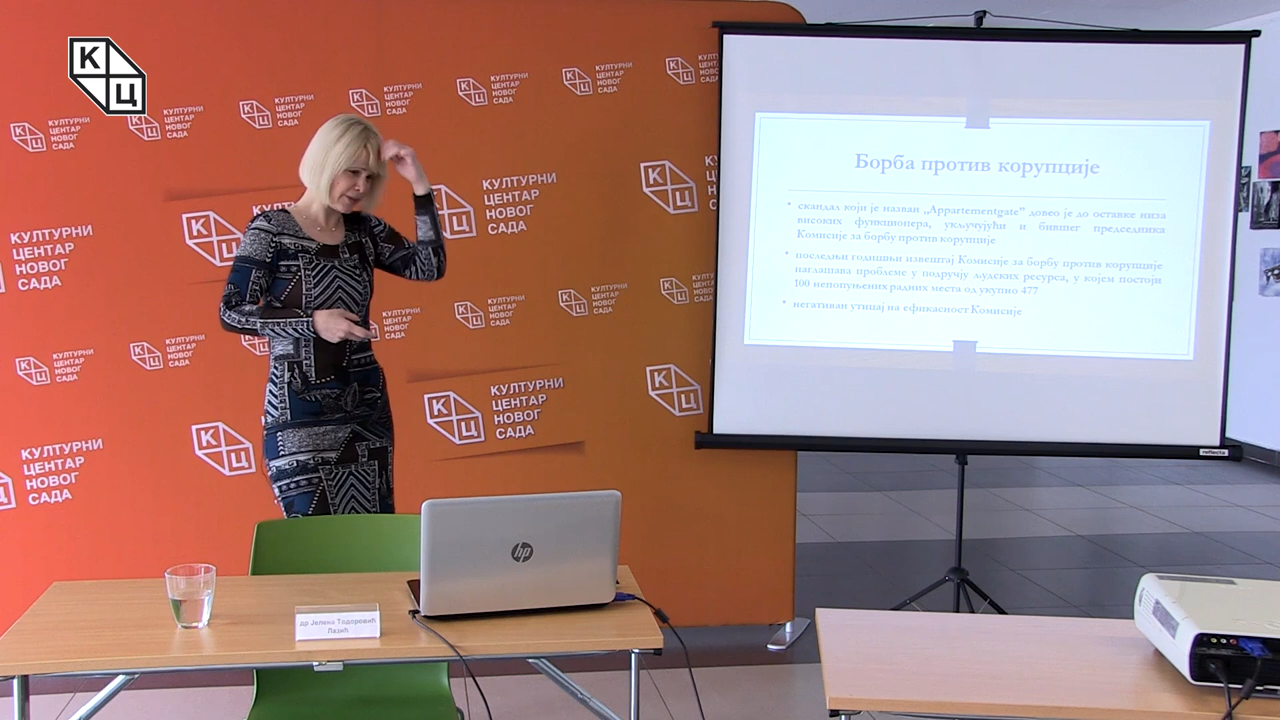 К
Ц
КУЛТУРНИ
ЦЕНТАР
НОВОГ
САДА
Борба против корупције
• скандал који је назван „Appartementgate" довео је до оставке низа
високих функционера, укључујући и бившег председника
Комисије за борбу против корупције
• последњи годишњи извештај Комисије за борбу против корупције
наглашава проблеме у подручју људских ресурса, у којем постоји
100 непопуњених радних места од укупно 477
• негативан утицај на ефикасност Комисије
reflecta
hp
др Јелена Тодоровић
Лазић